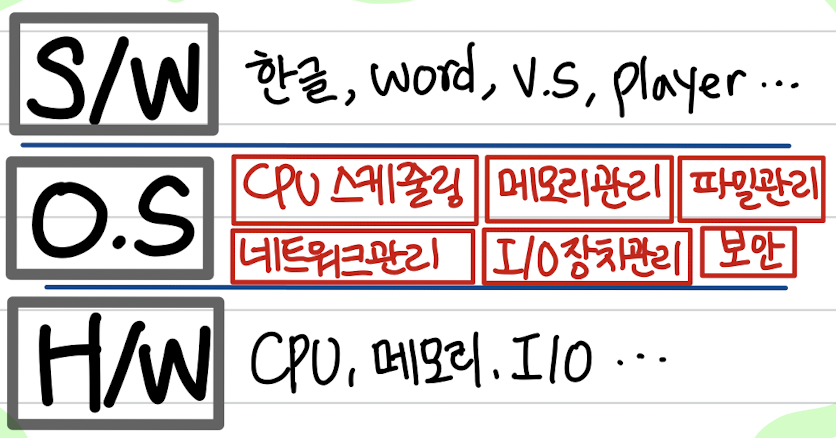 S/W 한글, word, V.S, player ...
O.S CPU 스케줄링 메모리관리 파일관리
네트워크관리 I/O장치관리 보안
H/W CPU, 메모리. I/O ...